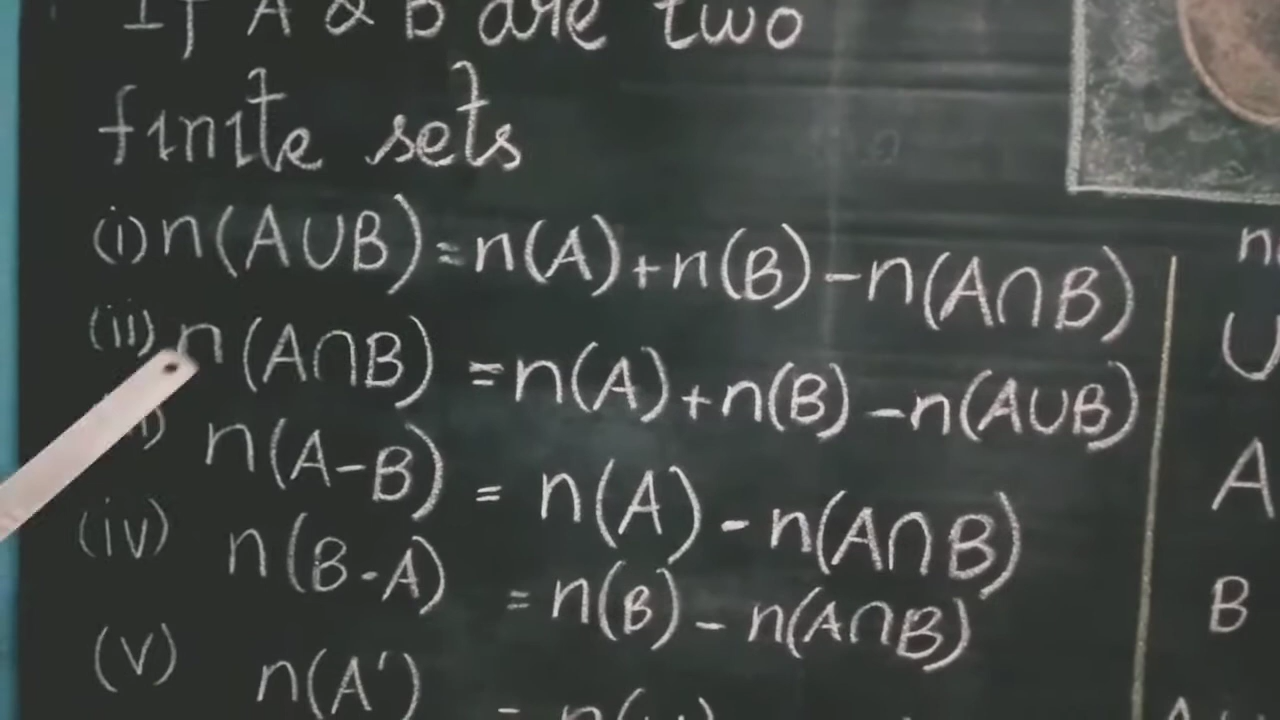 If A & B are two
finite sets
(i) n(A∪B) = n(A) + n(B) - n(A∩B)
(ii) n(A∩B) = n(A) + n(B) - n(A∪B)
n(A-B) = n(A) - n(A∩B)
(iv) n(B-A) = n(B) - n(A∩B)
(v) n(A') =
n
U
A
B